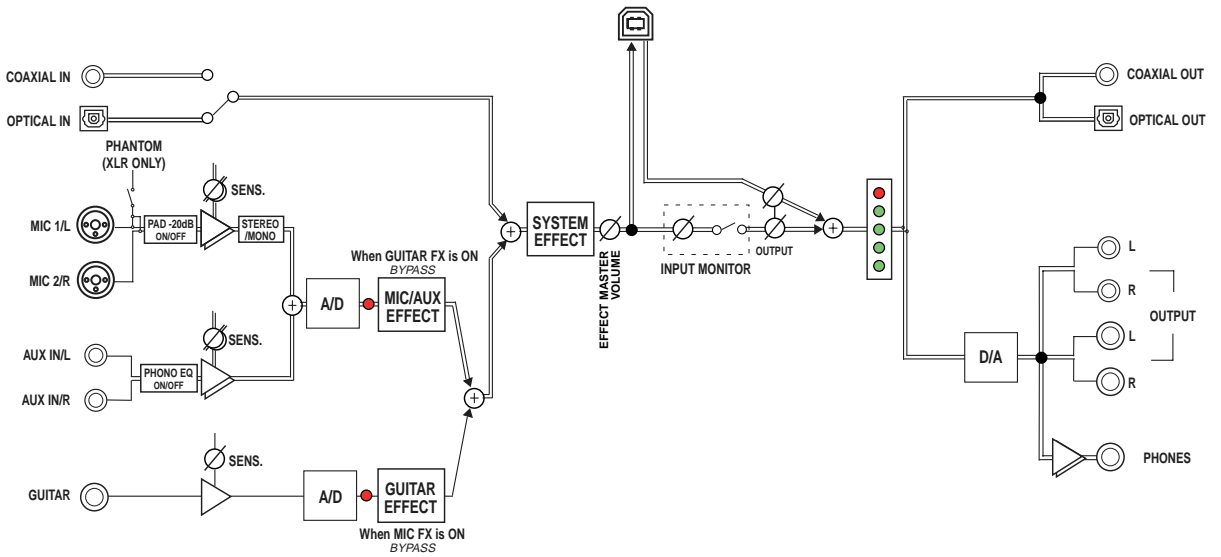 COAXIAL IN
OPTICAL IN
PHANTOM
(XLR ONLY)
SENS.
MIC 1/L
PAD -20dB
ON/OFF
STEREO
/MONO
MIC 2/R
When GUITAR FX is ON
BYPASS
A/D
MIC/AUX
EFFECT
SENS.
AUX IN/L
PHONO EQ
ON/OFF
AUX IN/R
SENS.
GUITAR
A/D
GUITAR
EFFECT
When MIC FX is ON
BYPASS
SYSTEM
EFFECT
EFFECT MASTER
VOLUME
INPUT MONITOR
OUTPUT
COAXIAL OUT
OPTICAL OUT
D/A
L
R
OUTPUT
L
R
PHONES